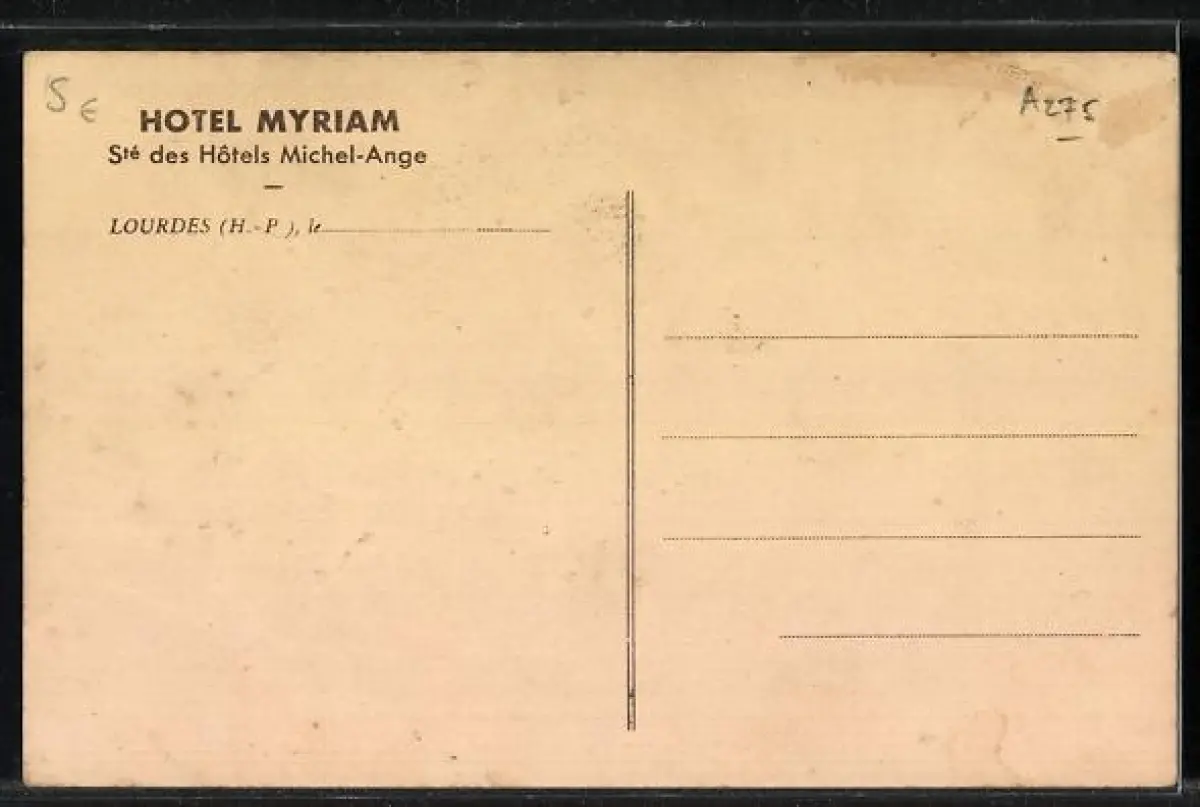 5 €
HOTEL MYRIAM
Sté des Hôtels Michel-Ange
LOURDES (H.-P.), le
A275